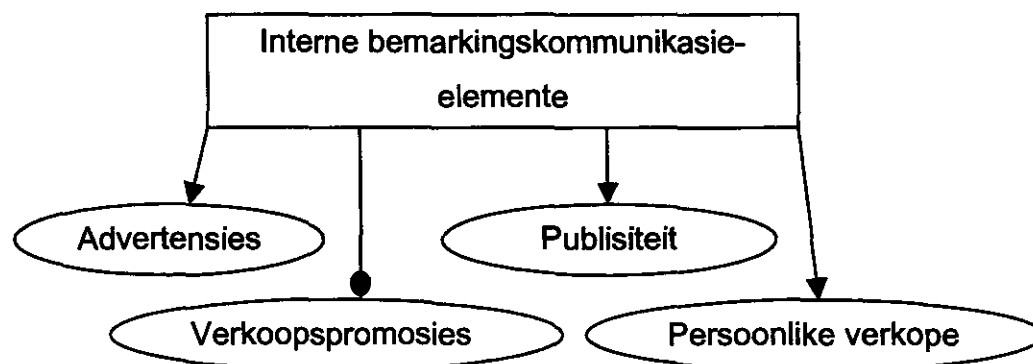 Interne bemarkingskommunikasie-
elemente
Advertensies
Publisiteit
Verkoopspromosies
Persoonlike verkope